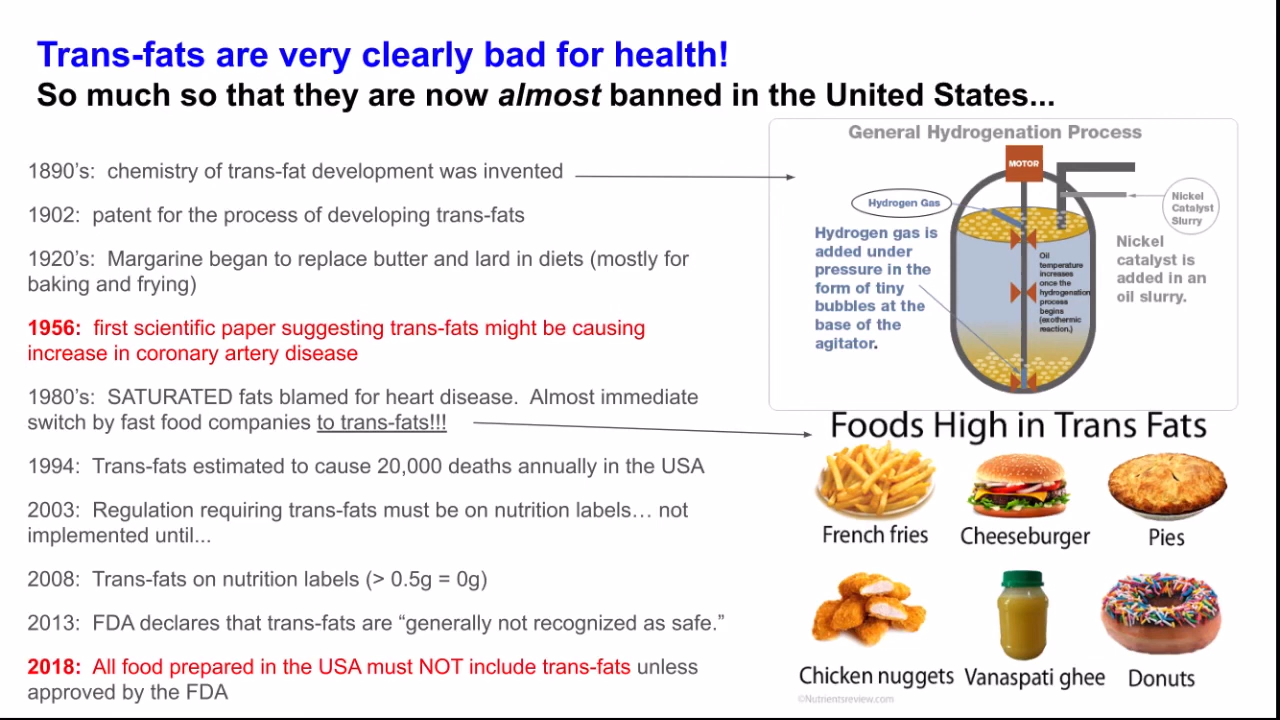 Trans-fats are very clearly bad for health!
So much so that they are now almost banned in the United States...
1890's: chemistry of trans-fat development was invented
1902: patent for the process of developing trans-fats
1920's: Margarine began to replace butter and lard in diets (mostly for
baking and frying)
1956: first scientific paper suggesting trans-fats might be causing
increase in coronary artery disease
1980's: SATURATED fats blamed for heart disease. Almost immediate
switch by fast food companies to trans-fats!!!
1994: Trans-fats estimated to cause 20,000 deaths annually in the USA
2003: Regulation requiring trans-fats must be on nutrition labels… not
implemented until...
2008: Trans-fats on nutrition labels (> 0.5g = 0g)
2013: FDA declares that trans-fats are “generally not recognized as safe.”
2018: All food prepared in the USA must NOT include trans-fats unless
approved by the FDA
General Hydrogenation Process
MOTOR
Hydrogen Gas
Nickel
Catalyst
Slurry
Hydrogen gas is
added under
pressure in the
form of tiny
bubbles at the
base of the
agitator.
Oil
temperature
increases
once the
hydrogenation
process
begins
(exothermic
reaction.)
Nickel
catalyst is
added in an
oil slurry.
Foods High in Trans Fats
French fries
Cheeseburger
Pies
Chicken nuggets
Vanaspati ghee
Donuts
©Nutrientsreview.com